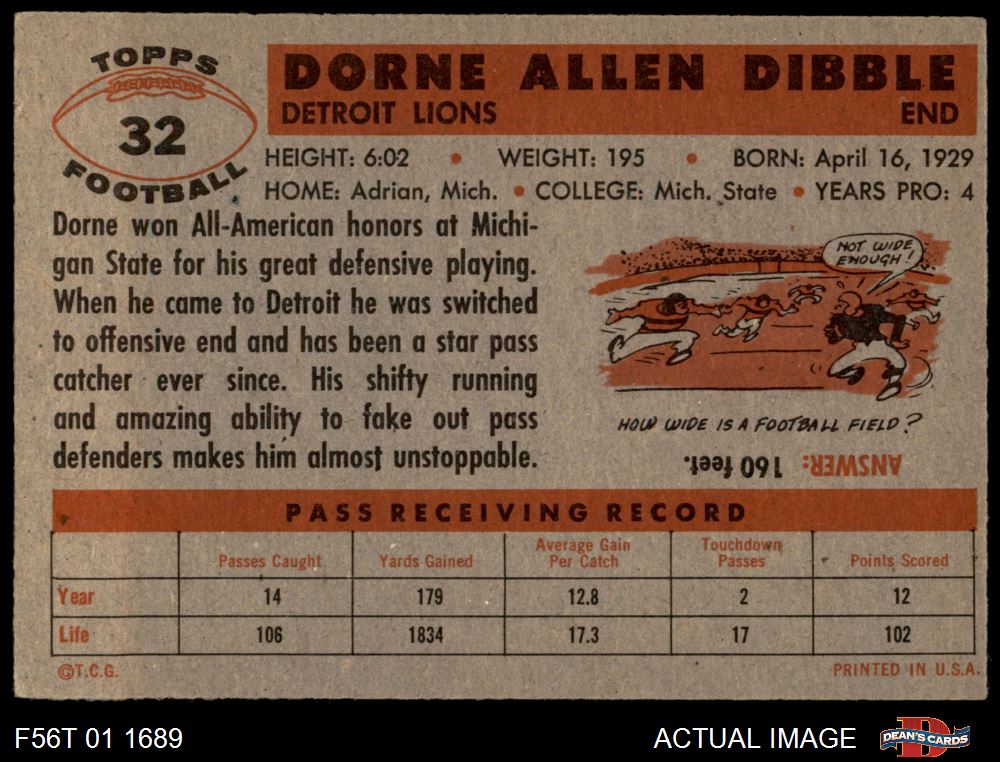 TOPPS
32
FOOTBALL
DORNE ALLEN DIBBLE
DETROIT LIONS END
HEIGHT: 6:02 • WEIGHT: 195 • BORN: April 16, 1929
HOME: Adrian, Mich. • COLLEGE: Mich. State • YEARS PRO: 4
Dorne won All-American honors at Michi-
gan State for his great defensive playing.
When he came to Detroit he was switched
to offensive end and has been a star pass
catcher ever since. His shifty running
and amazing ability to fake out pass
defenders makes him almost unstoppable.
NOT WIDE
ENOUGH!
HOW WIDE IS A FOOTBALL FIELD?
ANSWER: 160 feet.
PASS RECEIVING RECORD
Passes Caught Yards Gained Average Gain Per Catch Touchdown Passes Points Scored
Year 14 179 12.8 2 12
Life 106 1834 17.3 17 102
©T.C.G. PRINTED IN U.S.A.
F56T 01 1689 ACTUAL IMAGE D DEAN'S CARDS